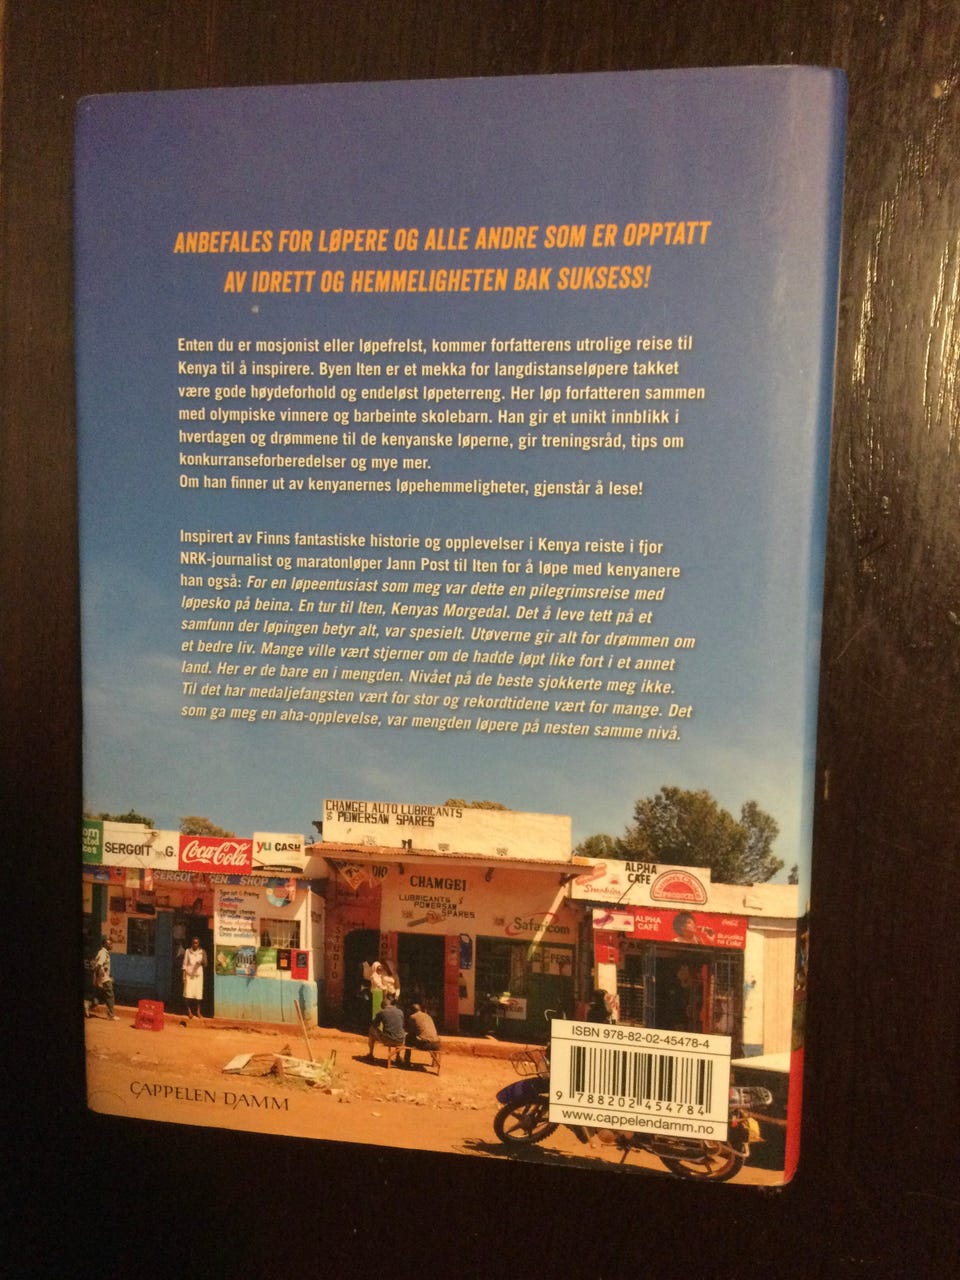 ANBEFALES FOR LØPERE OG ALLE ANDRE SOM ER OPPTATT
AV IDRETT OG HEMMELIGHETEN BAK SUKSESS!
Enten du er mosjonist eller løpefrelst, kommer forfatterens utrolige reise til
Kenya til å inspirere. Byen Iten er et mekka for langdistanseløpere takket
være gode høydeforhold og endeløst løpeterreng. Her løp forfatteren sammen
med olympiske vinnere og barbeinte skolebarn. Han gir et unikt innblikk i
hverdagen og drømmene til de kenyanske løperne, gir treningsråd, tips om
konkurranseforberedelser og mye mer.
Om han finner ut av kenyanernes løpehemmeligheter, gjenstår å lese!
Inspirert av Finns fantastiske historie og opplevelser i Kenya reiste i fjor
NRK-journalist og maratonløper Jann Post til Iten for å løpe med kenyanere
han også: For en løpeentusiast som meg var dette en pilegrimsreise med
løpesko på beina. En tur til Iten, Kenyas Morgedal. Det å leve tett på et
samfunn der løpingen betyr alt, var spesielt. Utøverne gir alt for drømmen om
et bedre liv. Mange ville vært stjerner om de hadde løpt like fort i et annet
land. Her er de bare en i mengden. Nivået på de beste sjokkerte meg ikke.
Til det har medaljefangsten vært for stor og rekordtidene vært for mange. Det
som ga meg en aha-opplevelse, var mengden løpere på nesten samme nivå.
CHAMGEI AUTO LUBRICANTS
& POWERSAW SPARES
SERGOIT G.
Coca-Cola
yu CASH
SERGOIT GEN. SHOP
CHAMGEI
LUBRICANTS &
POWERSAW
SPARES
STUDIO
Safaricom
ALPHA
CAFE
ALPHA
CAFÉ
Burudika
na Coke
ISBN 978-82-02-45478-4
9 788202 454784
www.cappelendamm.no
CAPPELEN DAMM